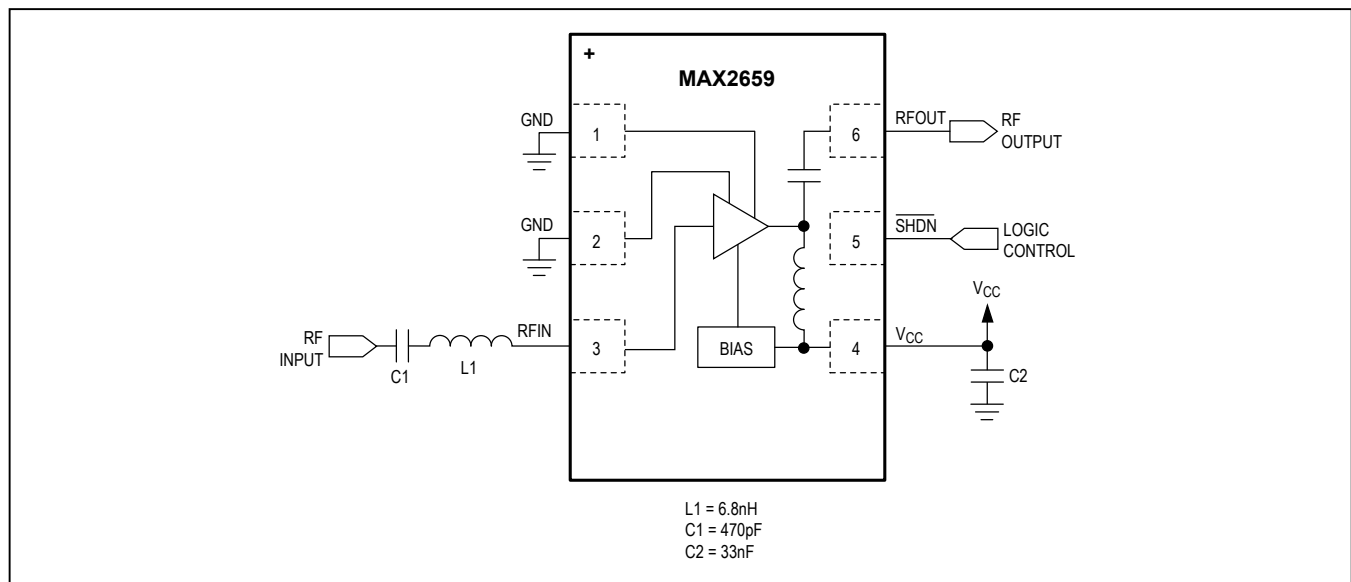 +
MAX2659
GND
1
6
RFOUT
RF
OUTPUT
GND
2
5
SHDN
LOGIC
CONTROL
RF
INPUT
C1
L1
RFIN
3
BIAS
4
VCC
VCC
C2
L1 = 6.8nH
C1 = 470pF
C2 = 33nF